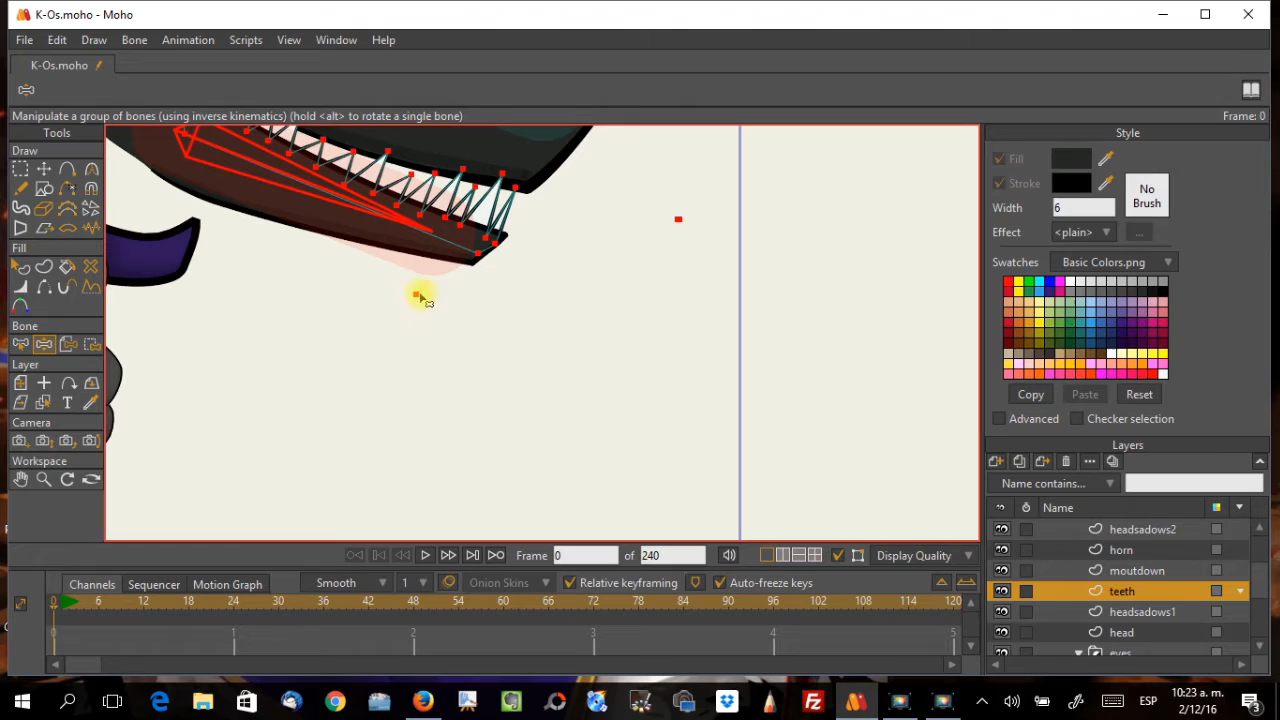 K-Os.moho - Moho
File Edit Draw Bone Animation Scripts View Window Help
K-Os.moho
Manipulate a group of bones (using inverse kinematics) (hold <alt> to rotate a single bone) Frame: 0
Tools
Draw
Fill
Bone
Layer
T
Camera
Workspace
Style
Fill
Stroke
No Brush
Width 6
Effect <plain> ...
Swatches Basic Colors.png
Copy Paste Reset
Advanced Checker selection
Layers
Name contains...
Name
headsadows2
horn
moutdown
teeth
headsadows1
head
eyes
Frame 0 of 240 Display Quality
Channels Sequencer Motion Graph Smooth 1 Onion Skins Relative keyframing Auto-freeze keys
0 6 12 18 24 30 36 42 48 54 60 66 72 78 84 90 96 102 108 114 120
0 1 2 3 4 5
ESP 10:23 a. m.
2/12/16
3